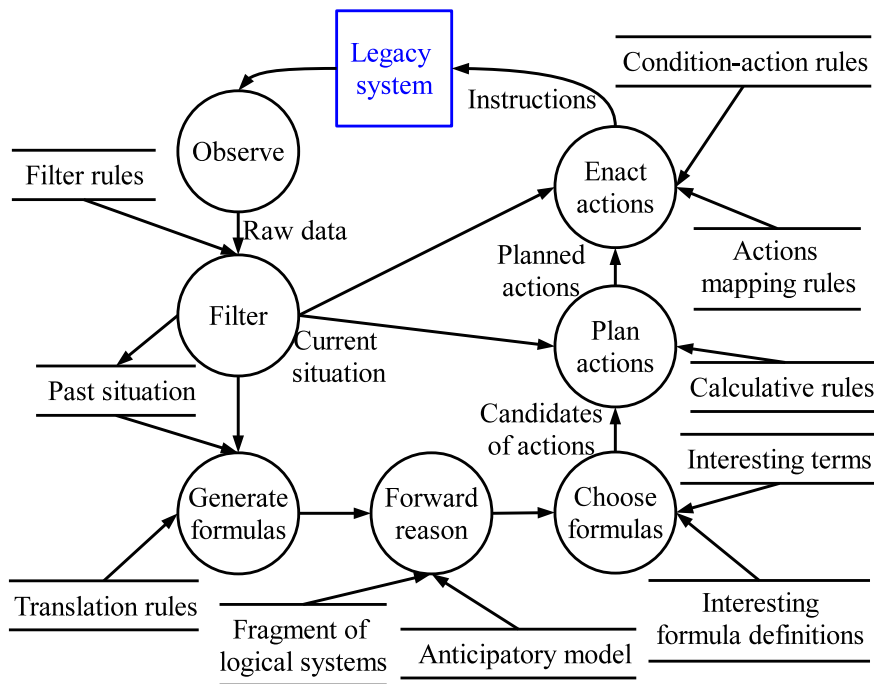 Legacy
system
Condition-action rules
Instructions
Observe
Filter rules
Enact
actions
Raw data
Planned
actions
Actions
mapping rules
Filter
Current
situation
Plan
actions
Past situation
Calculative rules
Candidates
of actions
Interesting terms
Generate
formulas
Forward
reason
Choose
formulas
Translation rules
Fragment of
logical systems
Anticipatory model
Interesting
formula definitions